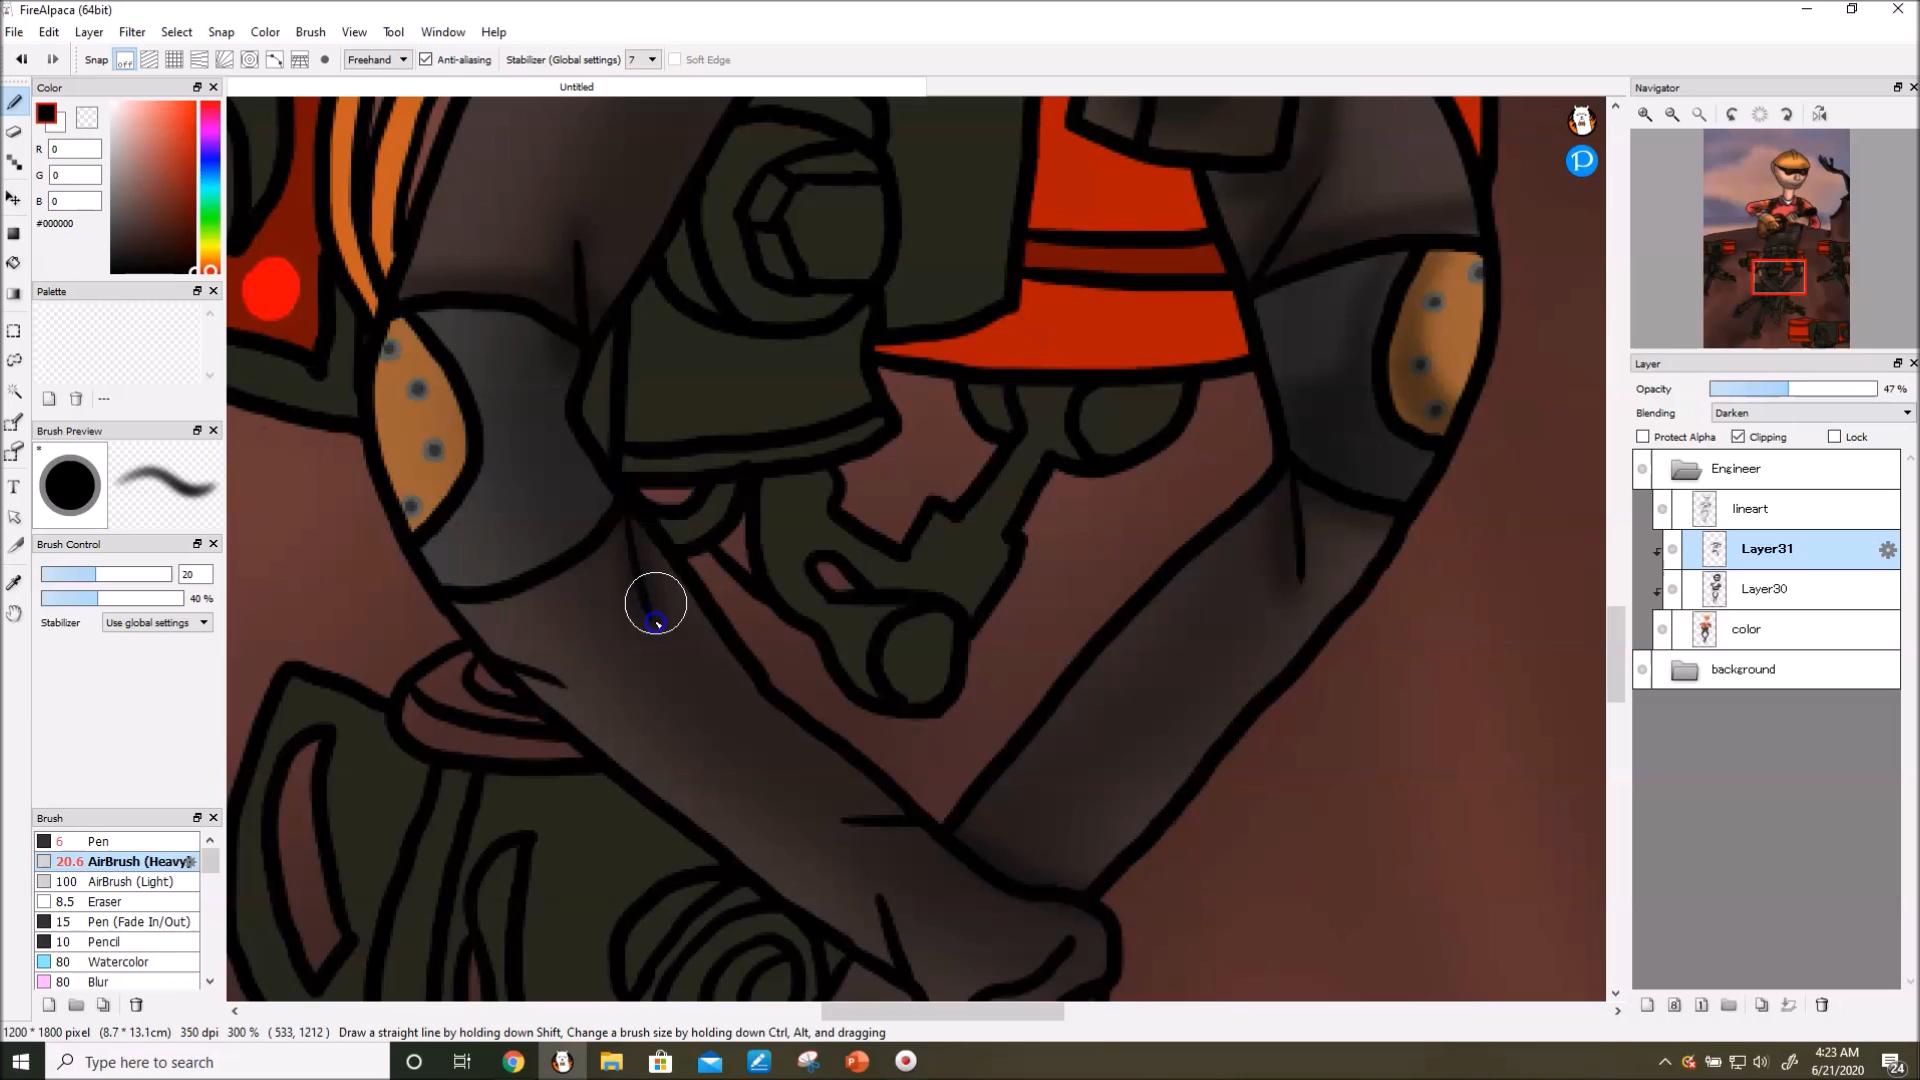 FireAlpaca (64bit)
File Edit Layer Filter Select Snap Color Brush View Tool Window Help
Snap off Freehand Anti-aliasing Stabilizer (Global settings) 7 Soft Edge
Color
Untitled
Navigator
R 0
G 0
B 0
#000000
Palette
---
Layer
Opacity 47 %
Blending Darken
Protect Alpha Clipping Lock
Brush Preview
*
Engineer
lineart
Layer31
Layer30
color
background
Brush Control
20
40 %
Stabilizer Use global settings
Brush
6 Pen
20.6 AirBrush (Heavy)
100 AirBrush (Light)
8.5 Eraser
15 Pen (Fade In/Out)
10 Pencil
80 Watercolor
80 Blur
1200 * 1800 pixel (8.7 * 13.1cm) 350 dpi 300 % ( 533, 1212 ) Draw a straight line by holding down Shift, Change a brush size by holding down Ctrl, Alt, and dragging
Type here to search
4:23 AM
6/21/2020
24